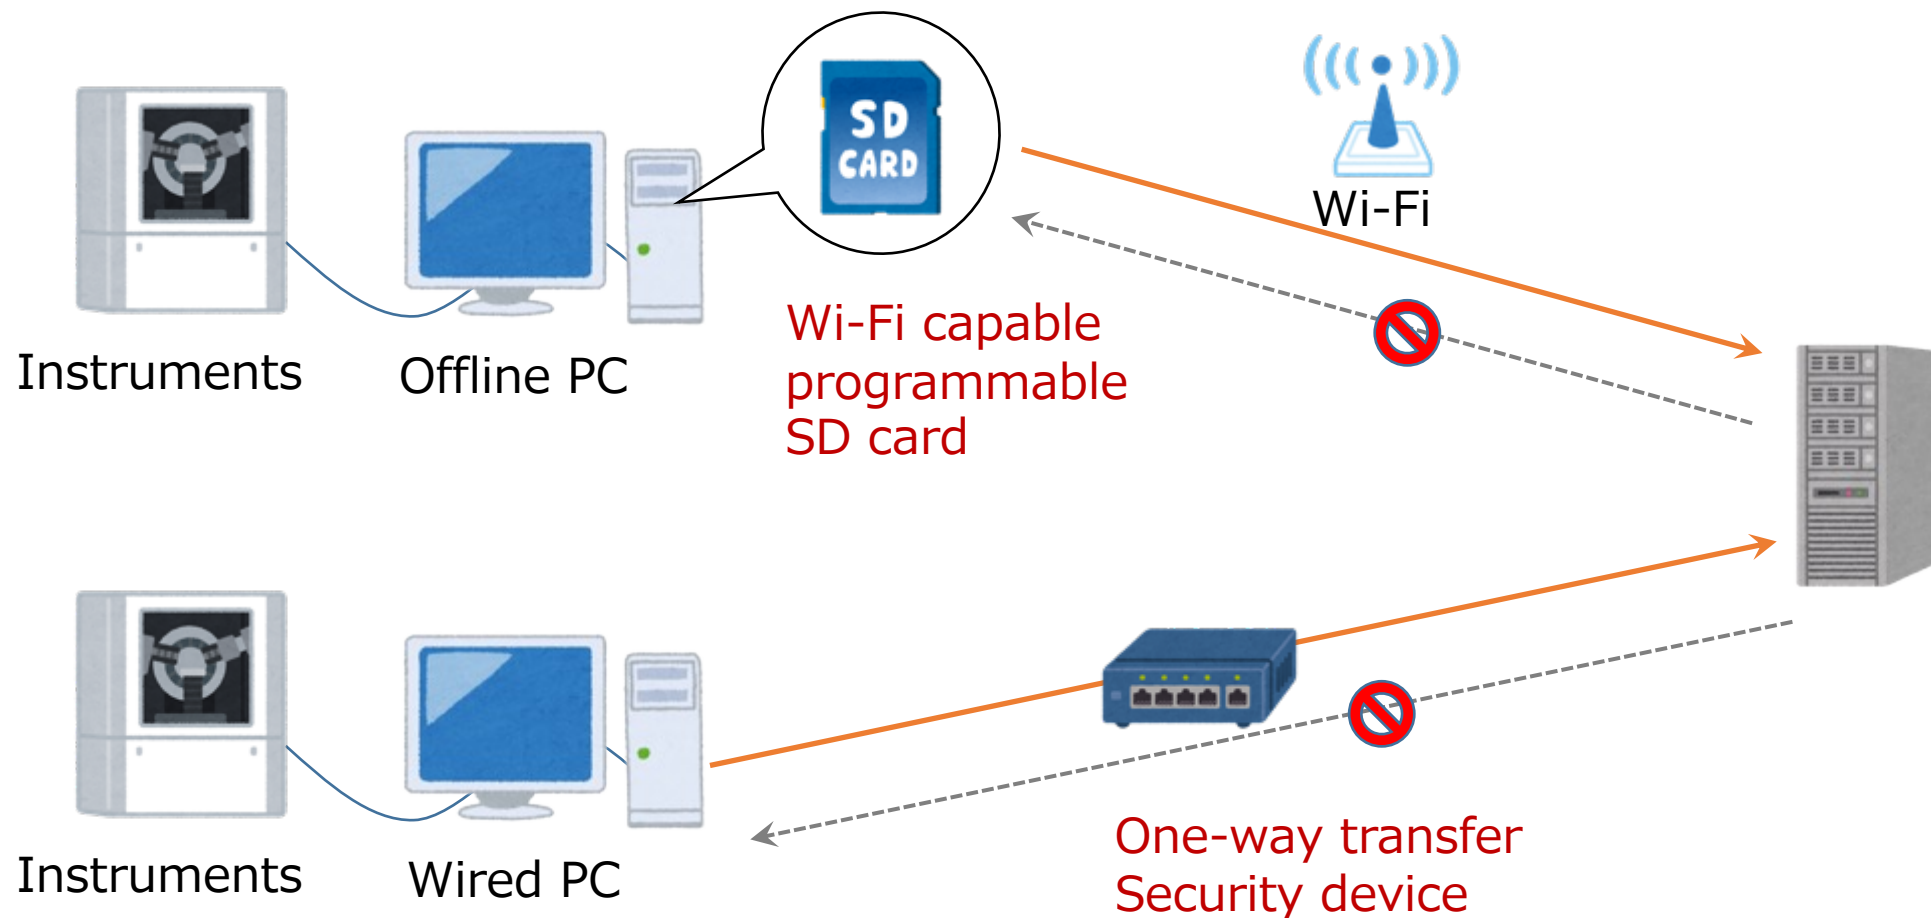 SD
CARD
Wi-Fi
Instruments
Offline PC
Wi-Fi capable
programmable
SD card
Instruments
Wired PC
One-way transfer
Security device